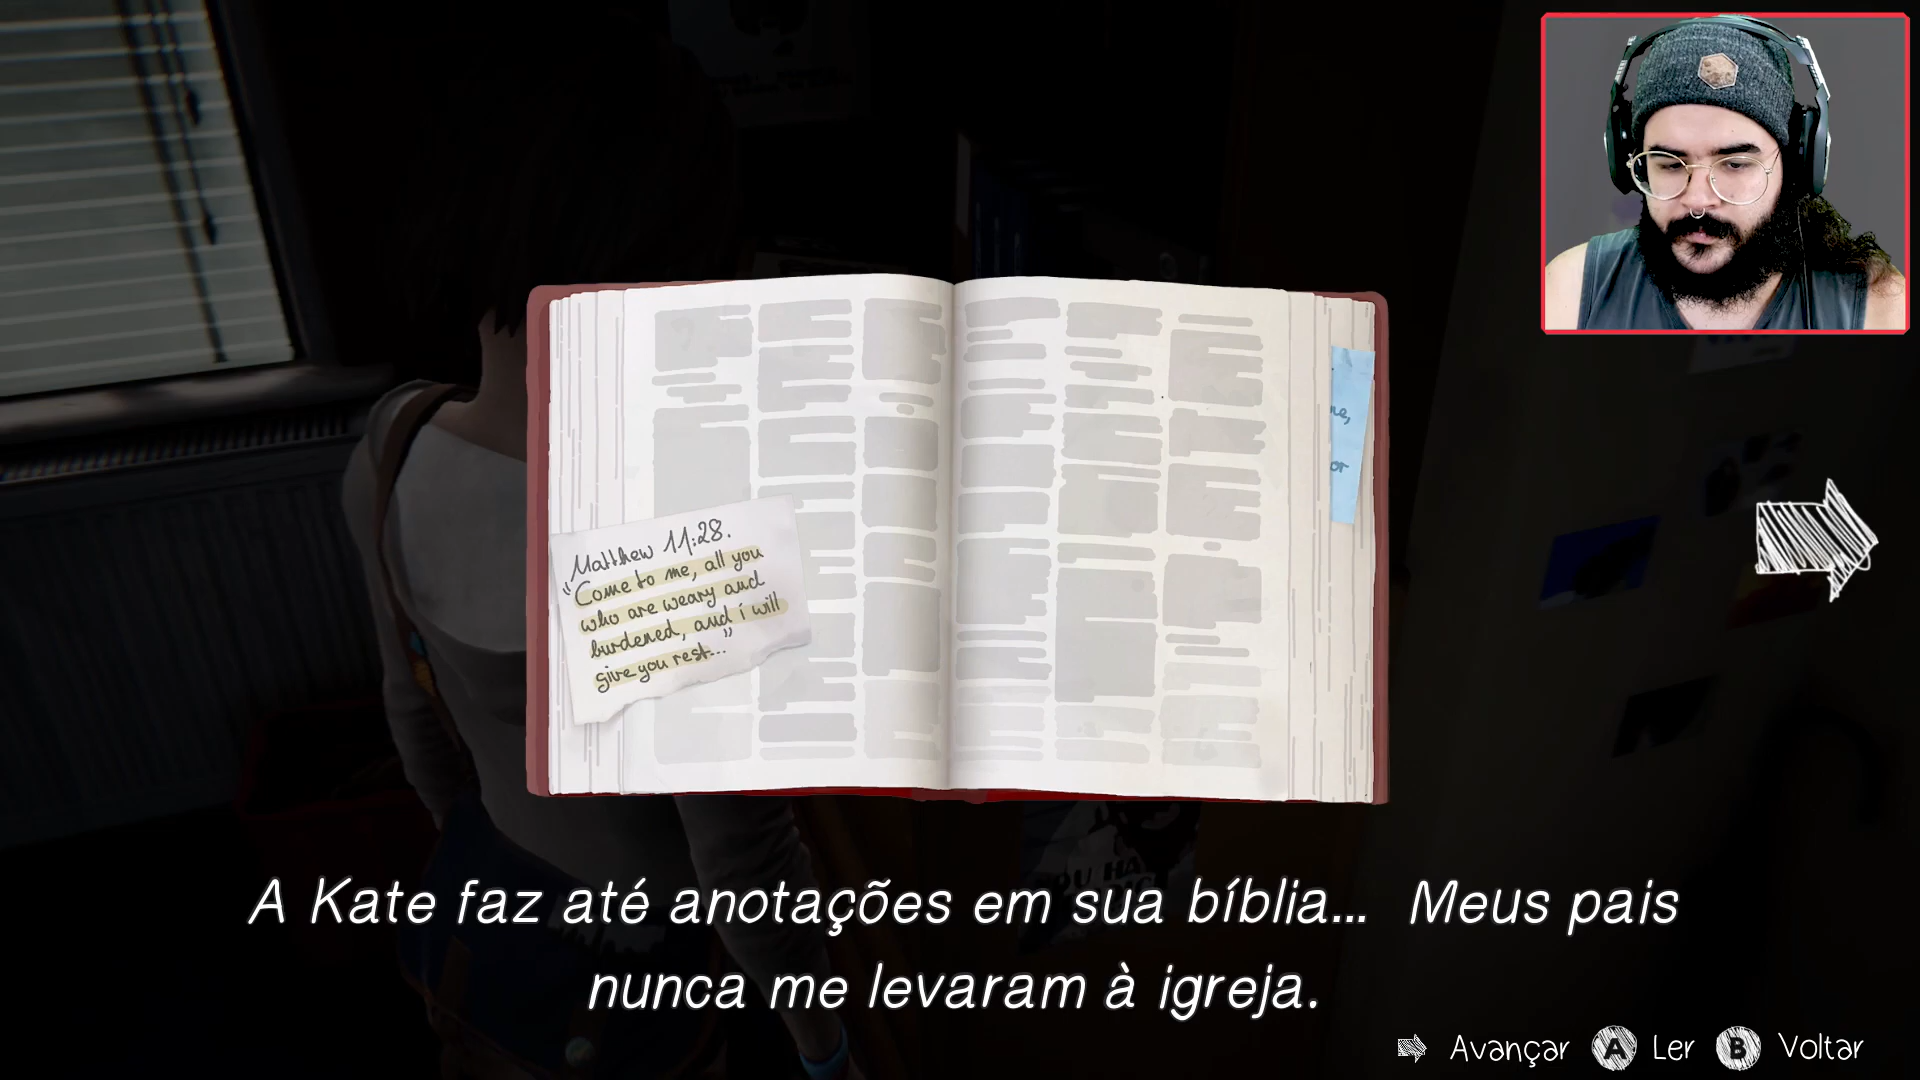 Matthew 11:28.
"Come to me, all you
who are weary and
burdened, and i will
give you rest..."
or
A Kate faz até anotações em sua bíblia... Meus pais
nunca me levaram à igreja.
Avançar A Ler B Voltar